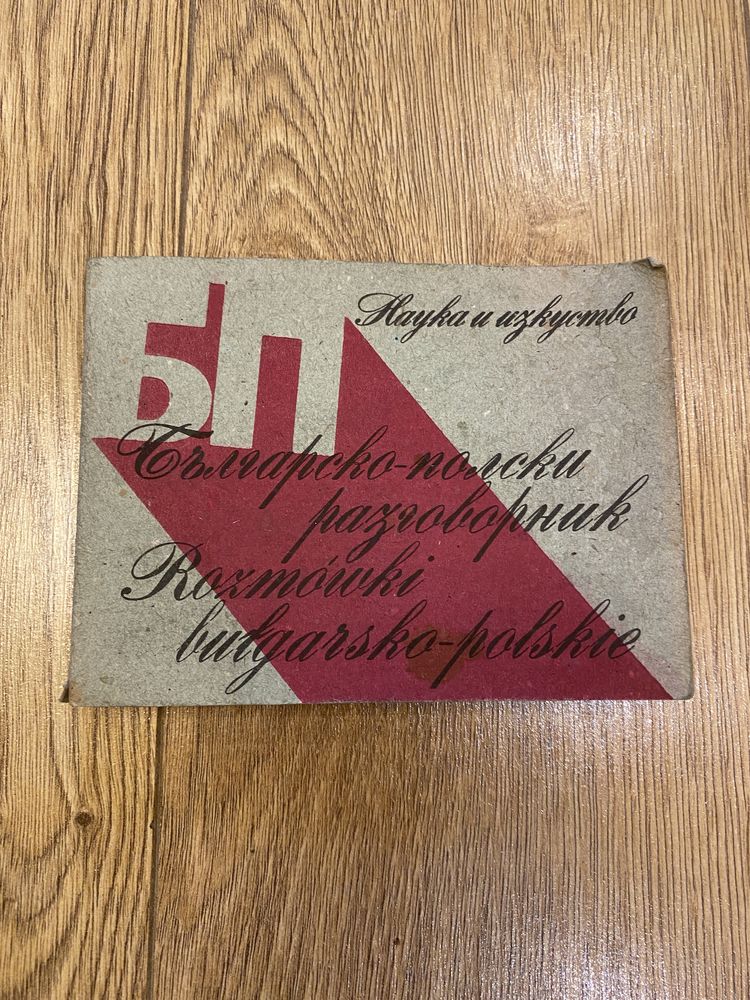 БП
Наука и изкуство
Българско-полски
разговорник
Rozmówki
bułgarsko-polskie